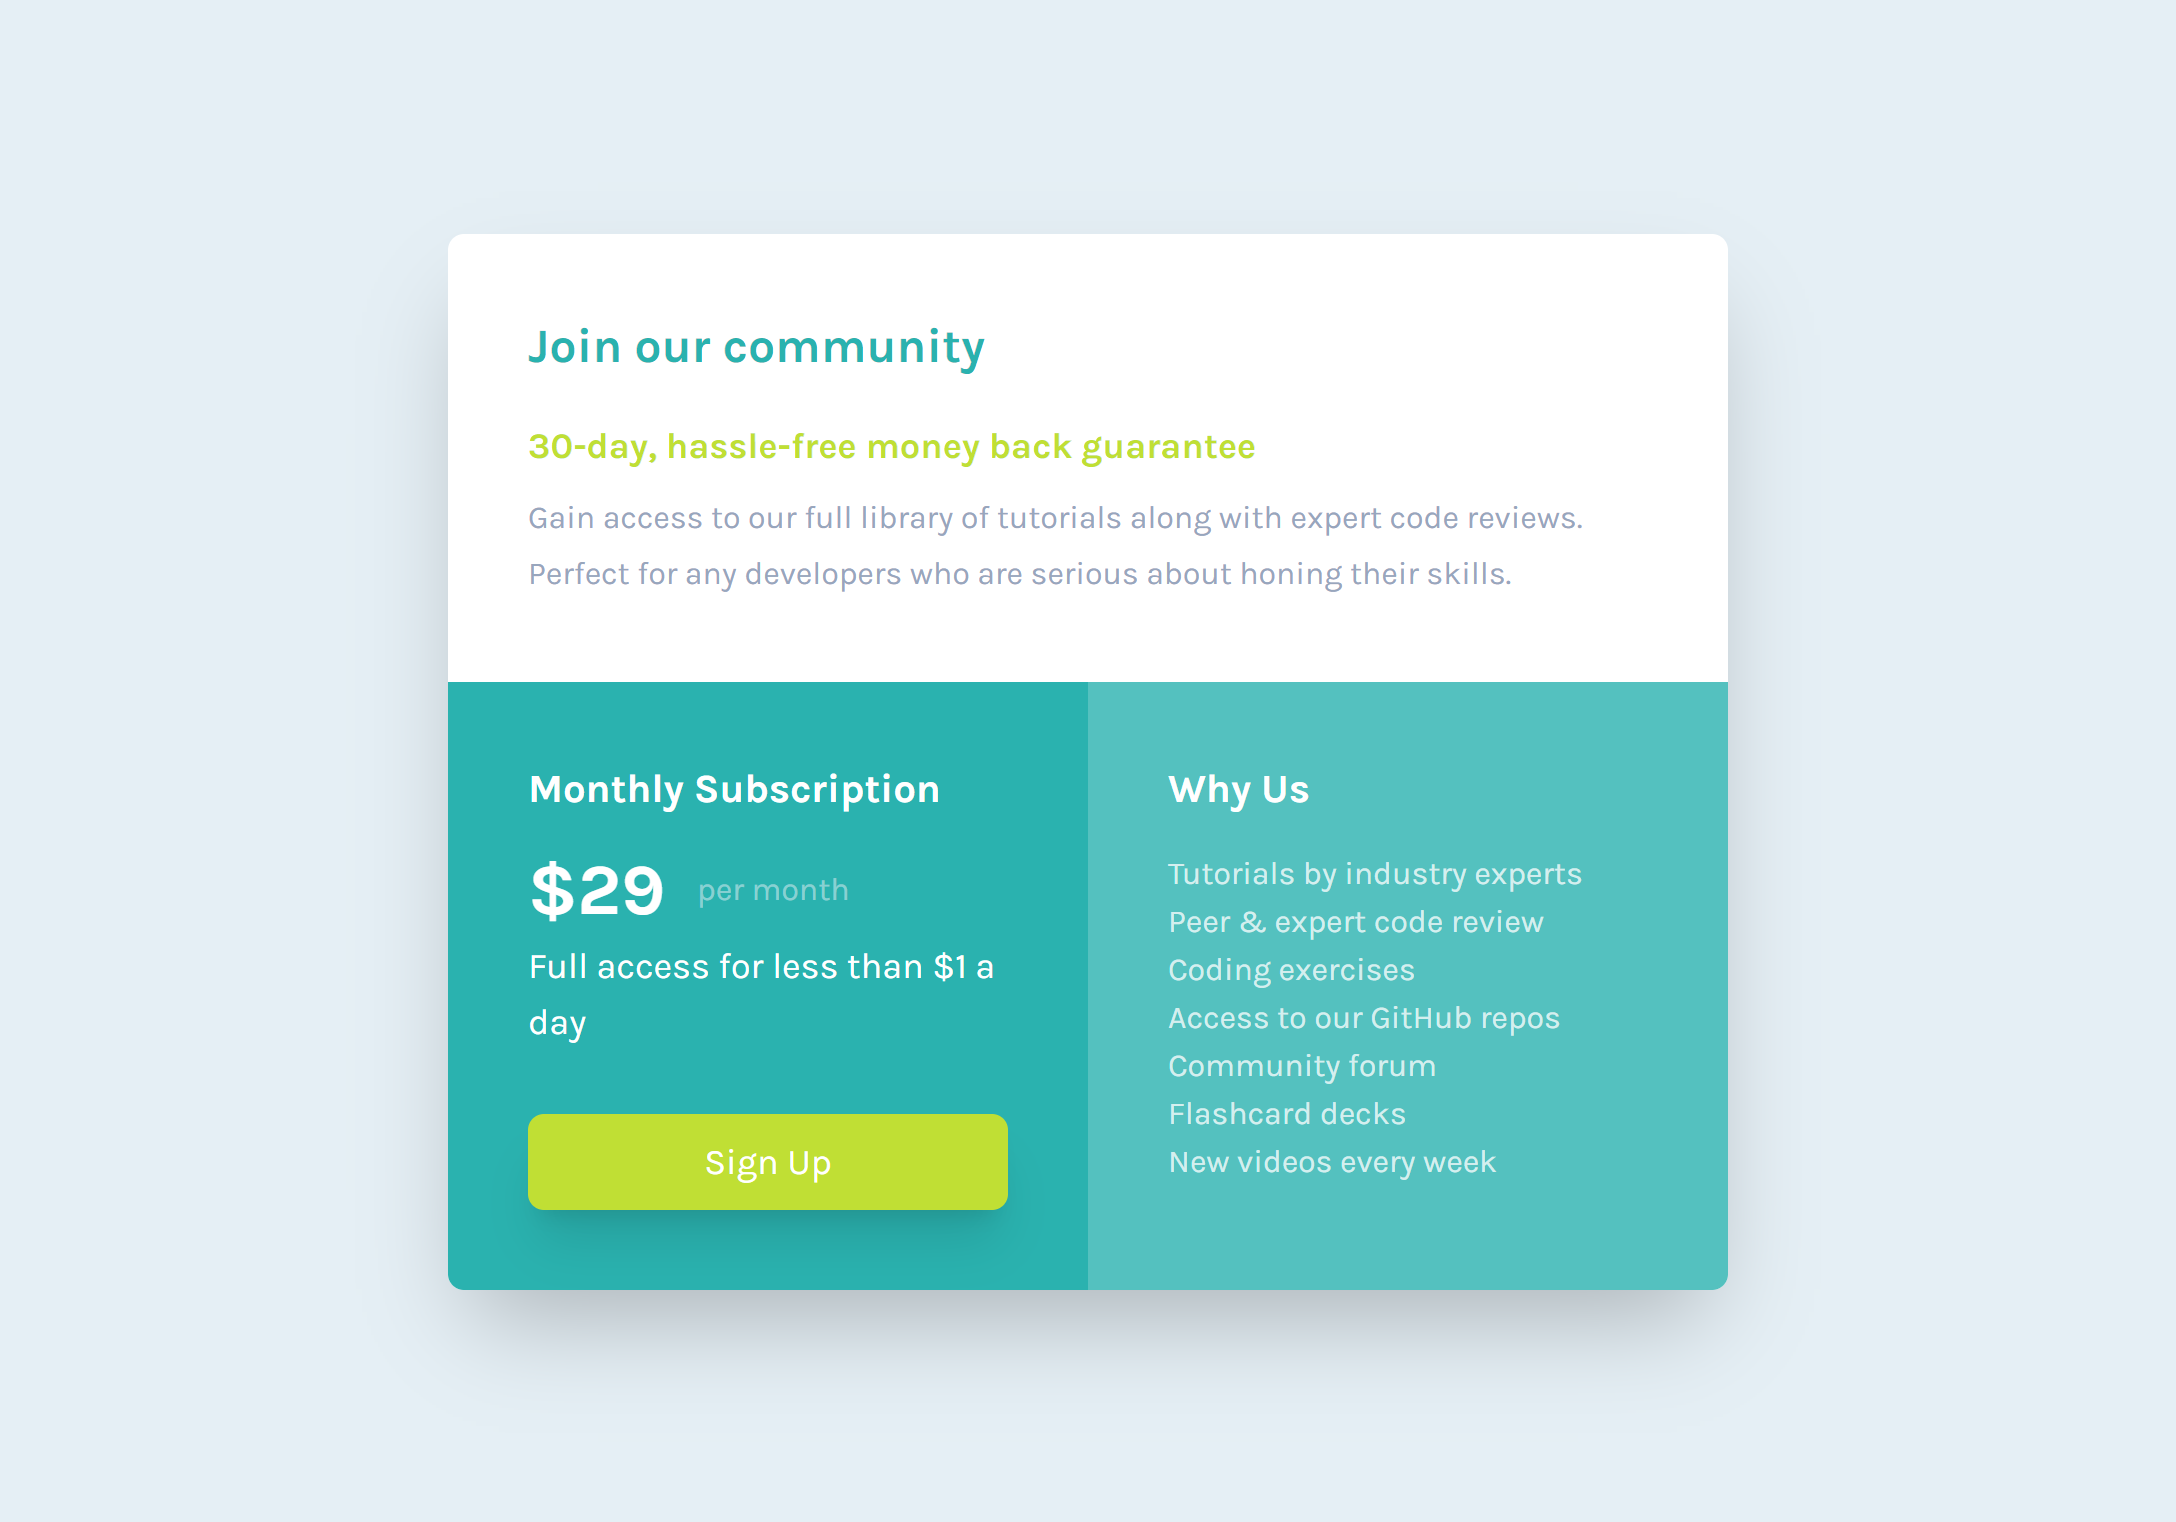 Join our community
30-day, hassle-free money back guarantee
Gain access to our full library of tutorials along with expert code reviews.
Perfect for any developers who are serious about honing their skills.
Monthly Subscription
$29 per month
Full access for less than $1 a
day
Sign Up
Why Us
Tutorials by industry experts
Peer & expert code review
Coding exercises
Access to our GitHub repos
Community forum
Flashcard decks
New videos every week